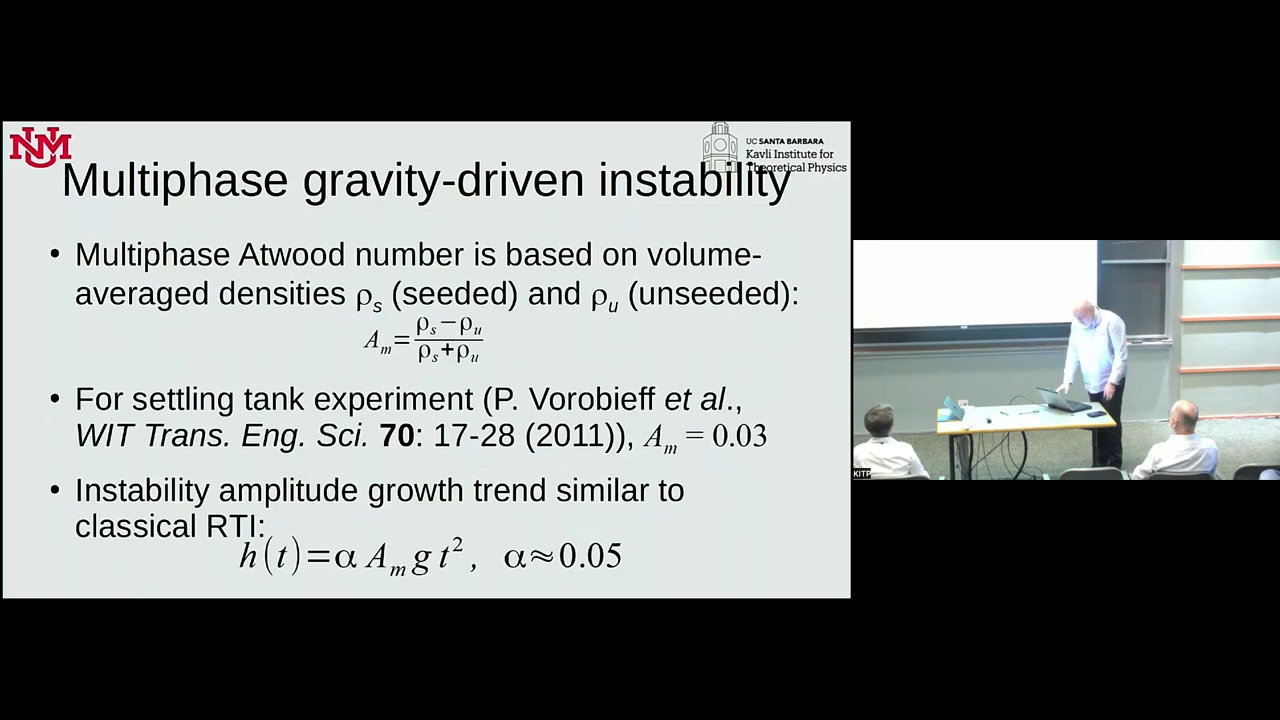 UNM
UC SANTA BARBARA
Kavli Institute for
Theoretical Physics
Multiphase gravity-driven instability
• Multiphase Atwood number is based on volume-
averaged densities ρₛ (seeded) and ρᵤ (unseeded):
Aₘ = (ρₛ − ρᵤ) / (ρₛ + ρᵤ)
• For settling tank experiment (P. Vorobieff et al.,
WIT Trans. Eng. Sci. 70: 17-28 (2011)), Aₘ = 0.03
• Instability amplitude growth trend similar to
classical RTI:
h(t)=α Aₘ g t², α≈0.05
KITP